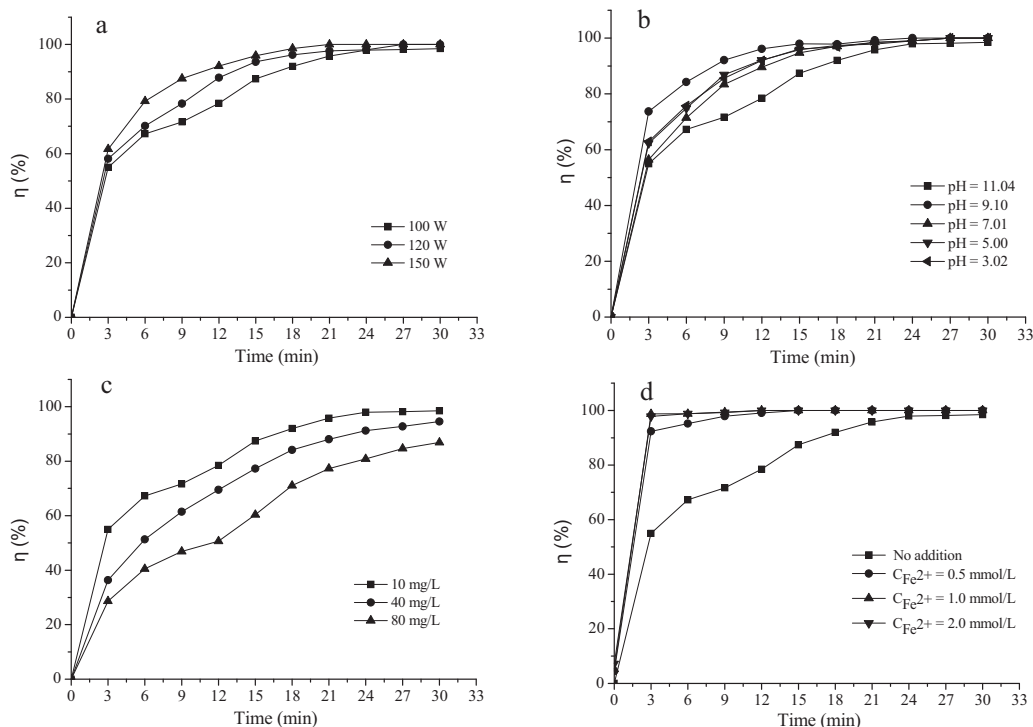 a
100
80
60
40
20
0
η (%)
0 3 6 9 12 15 18 21 24 27 30 33
Time (min)
100 W
120 W
150 W
b
100
80
60
40
20
0
η (%)
0 3 6 9 12 15 18 21 24 27 30 33
Time (min)
pH = 11.04
pH = 9.10
pH = 7.01
pH = 5.00
pH = 3.02
c
100
80
60
40
20
0
η (%)
0 3 6 9 12 15 18 21 24 27 30 33
Time (min)
10 mg/L
40 mg/L
80 mg/L
d
100
80
60
40
20
0
η (%)
0 3 6 9 12 15 18 21 24 27 30 33
Time (min)
No addition
CFe2+ = 0.5 mmol/L
CFe2+ = 1.0 mmol/L
CFe2+ = 2.0 mmol/L